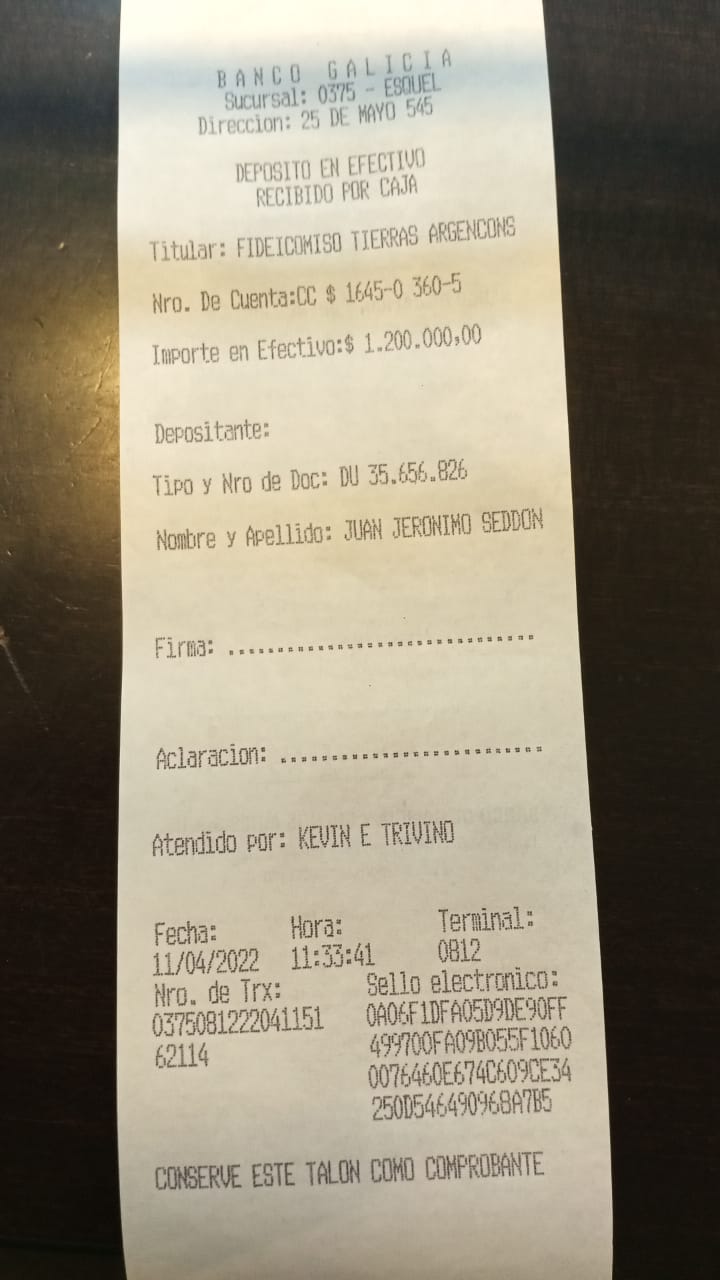 BANCO GALICIA
Sucursal: 0375 - ESQUEL
Direccion: 25 DE MAYO 545
DEPOSITO EN EFECTIVO
RECIBIDO POR CAJA
Titular: FIDEICOMISO TIERRAS ARGENCONS
Nro. De Cuenta:CC $ 1645-0 360-5
Importe en Efectivo:$ 1.200.000,00
Depositante:
Tipo y Nro de Doc: DU 35.656.826
Nombre y Apellido: JUAN JERONIMO SEDDON
Firma: ...............................
Aclaracion: ..........................
Atendido por: KEVIN E TRIVINO
Fecha: Hora: Terminal:
11/04/2022 11:33:41 0812
Nro. de Trx: Sello electronico:
0375081222041151 0A06F1DFA05D9DE90FF
62114 499700FA09B055F1060
0076460E674C609CE34
250D546490968A7B5
CONSERVE ESTE TALON COMO COMPROBANTE